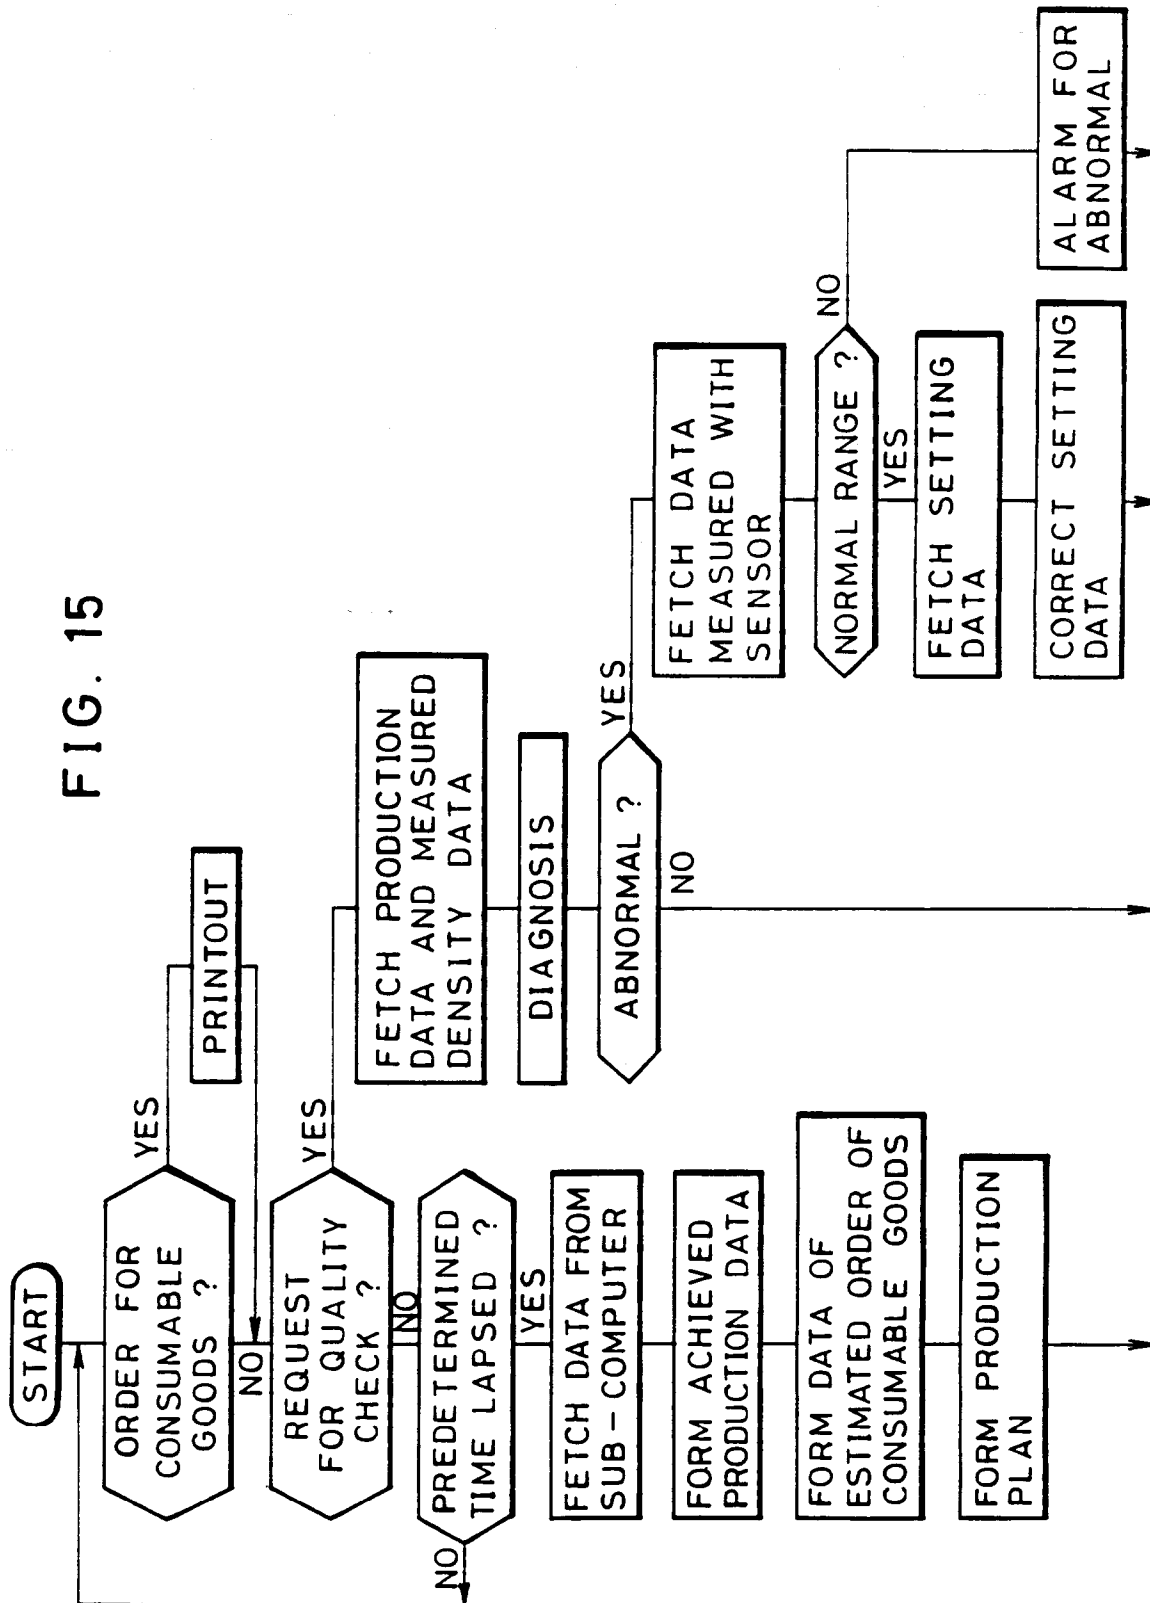 FIG. 15
START
ORDER FOR
CONSUMABLE
GOODS ?
YES
PRINTOUT
NO
REQUEST
FOR QUALITY
CHECK ?
YES
NO
PREDETERMINED
TIME LAPSED ?
NO
YES
FETCH DATA FROM
SUB-COMPUTER
FORM ACHIEVED
PRODUCTION DATA
FORM DATA OF
ESTIMATED ORDER OF
CONSUMABLE GOODS
FORM PRODUCTION
PLAN
FETCH PRODUCTION
DATA AND MEASURED
DENSITY DATA
DIAGNOSIS
ABNORMAL ?
YES
NO
FETCH DATA
MEASURED WITH
SENSOR
NORMAL RANGE ?
NO
YES
FETCH SETTING
DATA
CORRECT SETTING
DATA
ALARM FOR
ABNORMAL